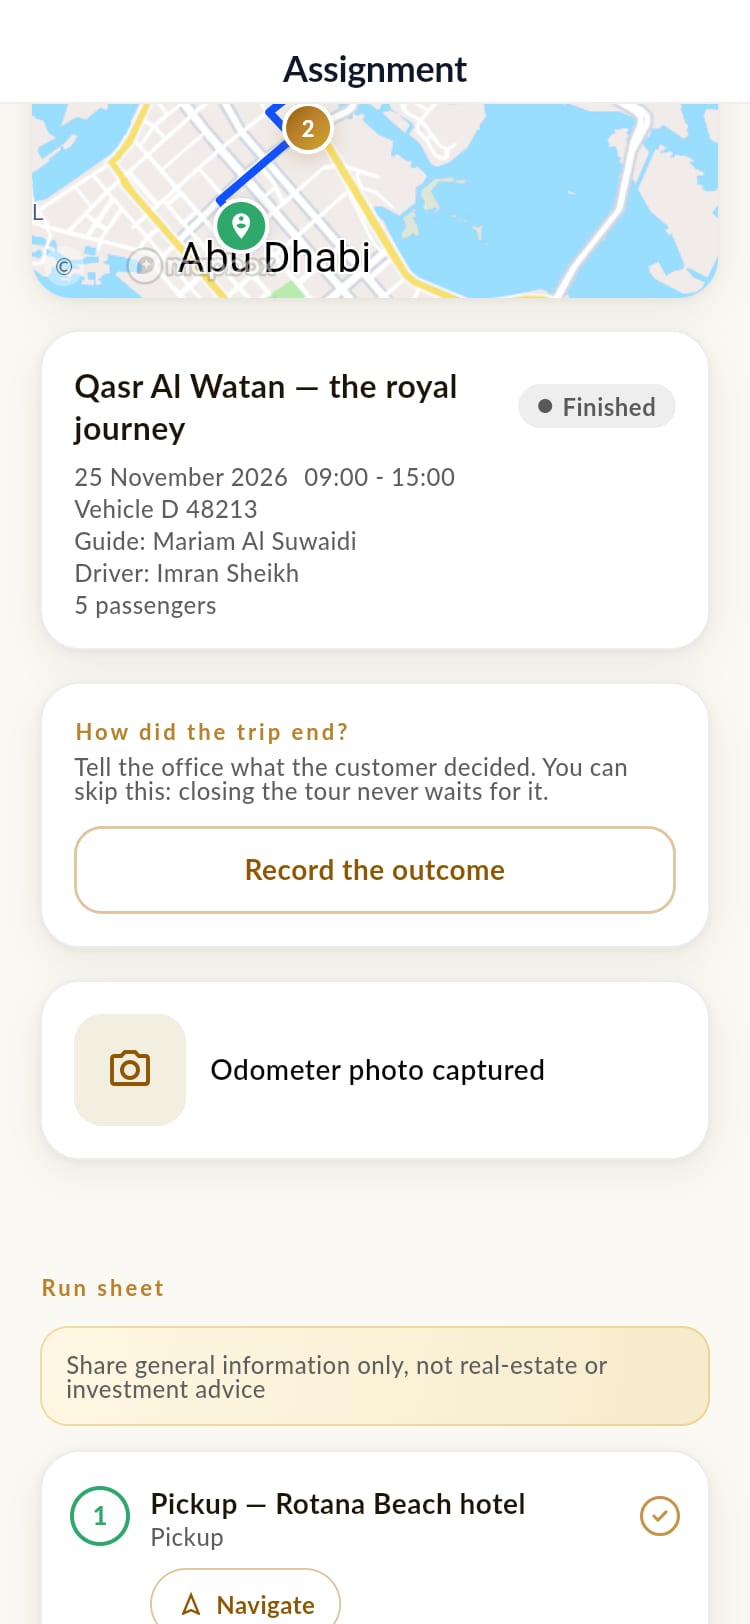 Assignment
2
L
Abu Dhabi
©
mapbox
Qasr Al Watan — the royal
journey
Finished
25 November 2026 09:00 - 15:00
Vehicle D 48213
Guide: Mariam Al Suwaidi
Driver: Imran Sheikh
5 passengers
How did the trip end?
Tell the office what the customer decided. You can
skip this: closing the tour never waits for it.
Record the outcome
Odometer photo captured
Run sheet
Share general information only, not real-estate or
investment advice
1
Pickup — Rotana Beach hotel
Pickup
Navigate